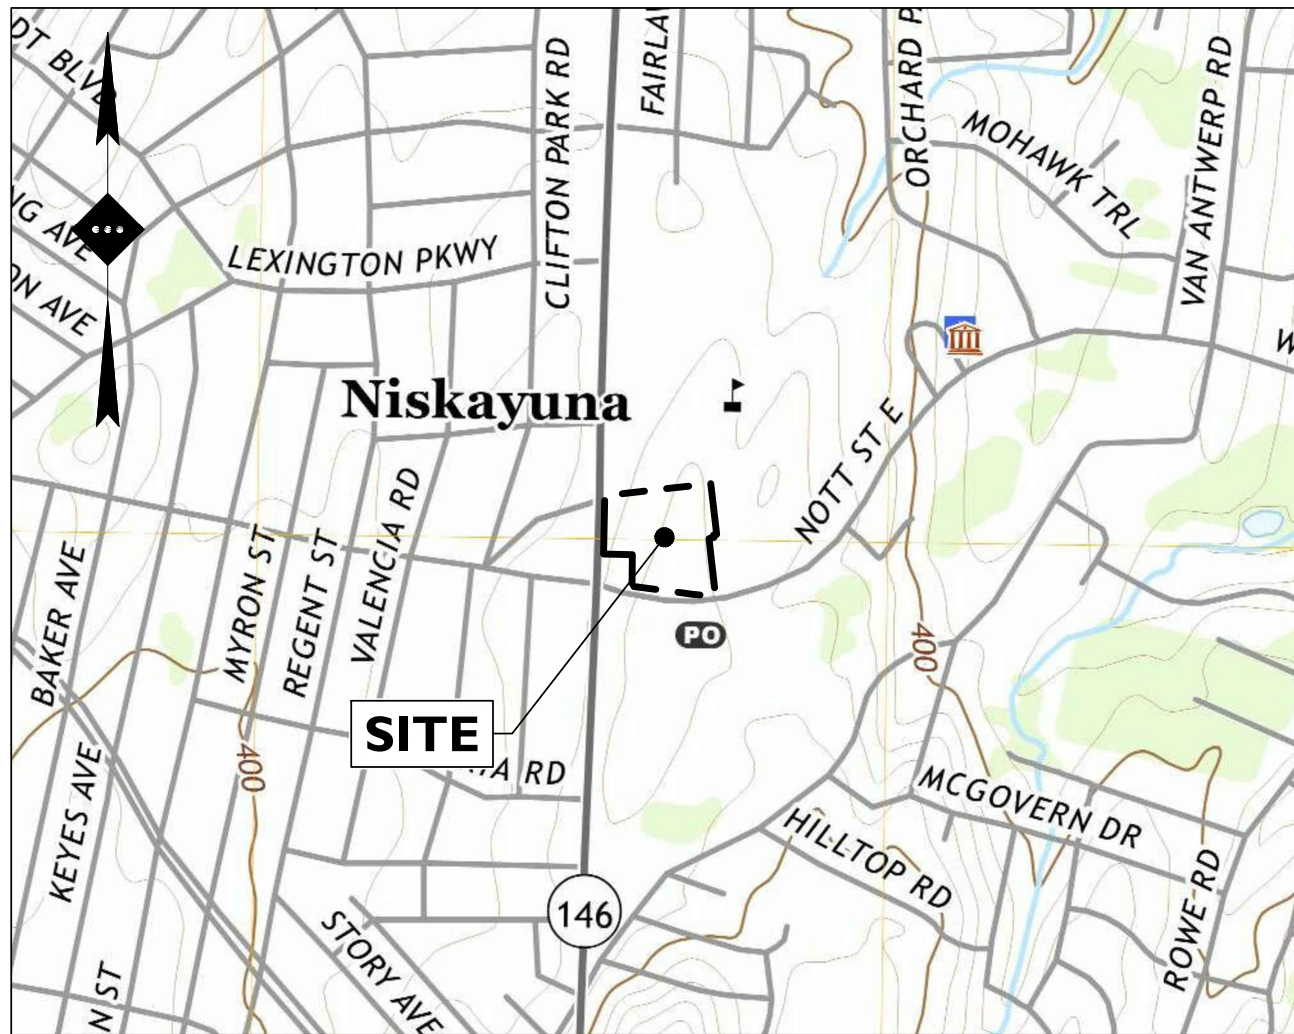 DT BLVD
CLIFTON PARK RD
FAIRLAW
ORCHARD P
MOHAWK TRL
VAN ANTWERP RD
NG AVE
ON AVE
LEXINGTON PKWY
W
Niskayuna
NOTT ST E
BAKER AVE
MYRON ST
REGENT ST
VALENCIA RD
PO
400
SITE
IA RD
400
KEYES AVE
MCGOVERN DR
HILLTOP RD
ROWE RD
146
STORY AVE
N ST